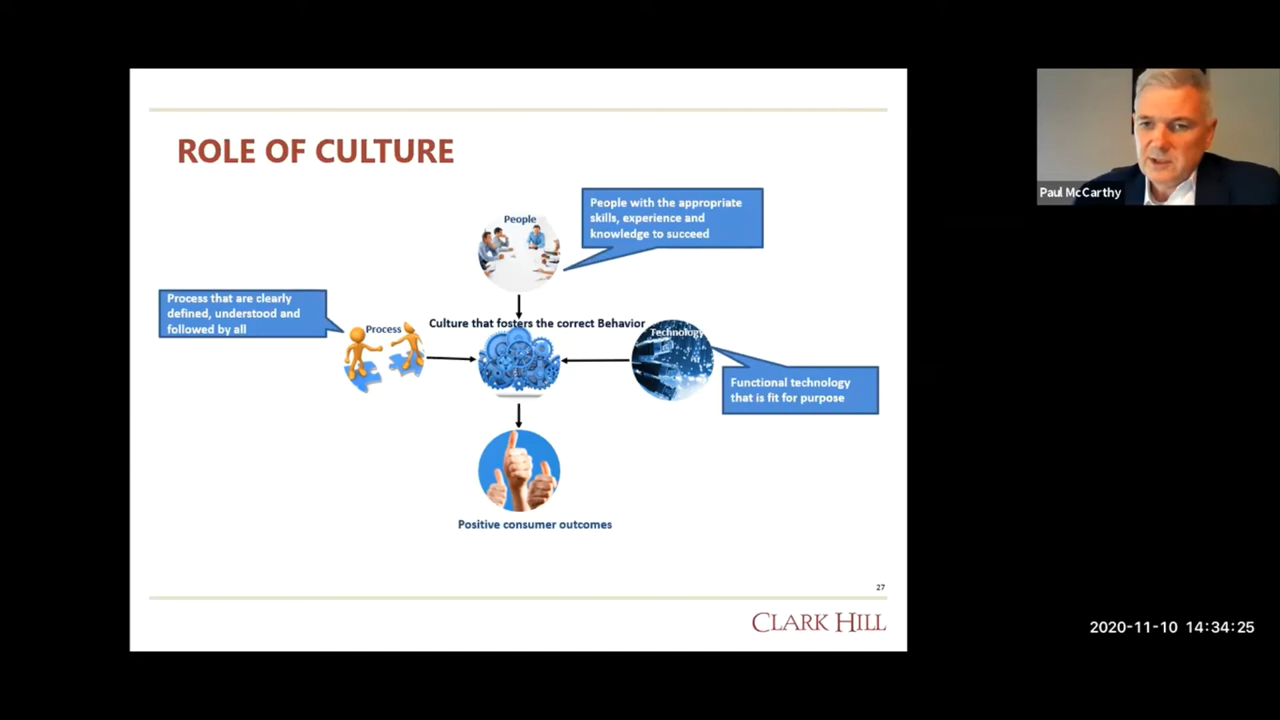 ROLE OF CULTURE
People
People with the appropriate
skills, experience and
knowledge to succeed
Process that are clearly
defined, understood and
followed by all
Process
Culture that fosters the correct Behavior
Technology
Functional technology
that is fit for purpose
Positive consumer outcomes
27
CLARK HILL
Paul McCarthy
2020-11-10 14:34:25